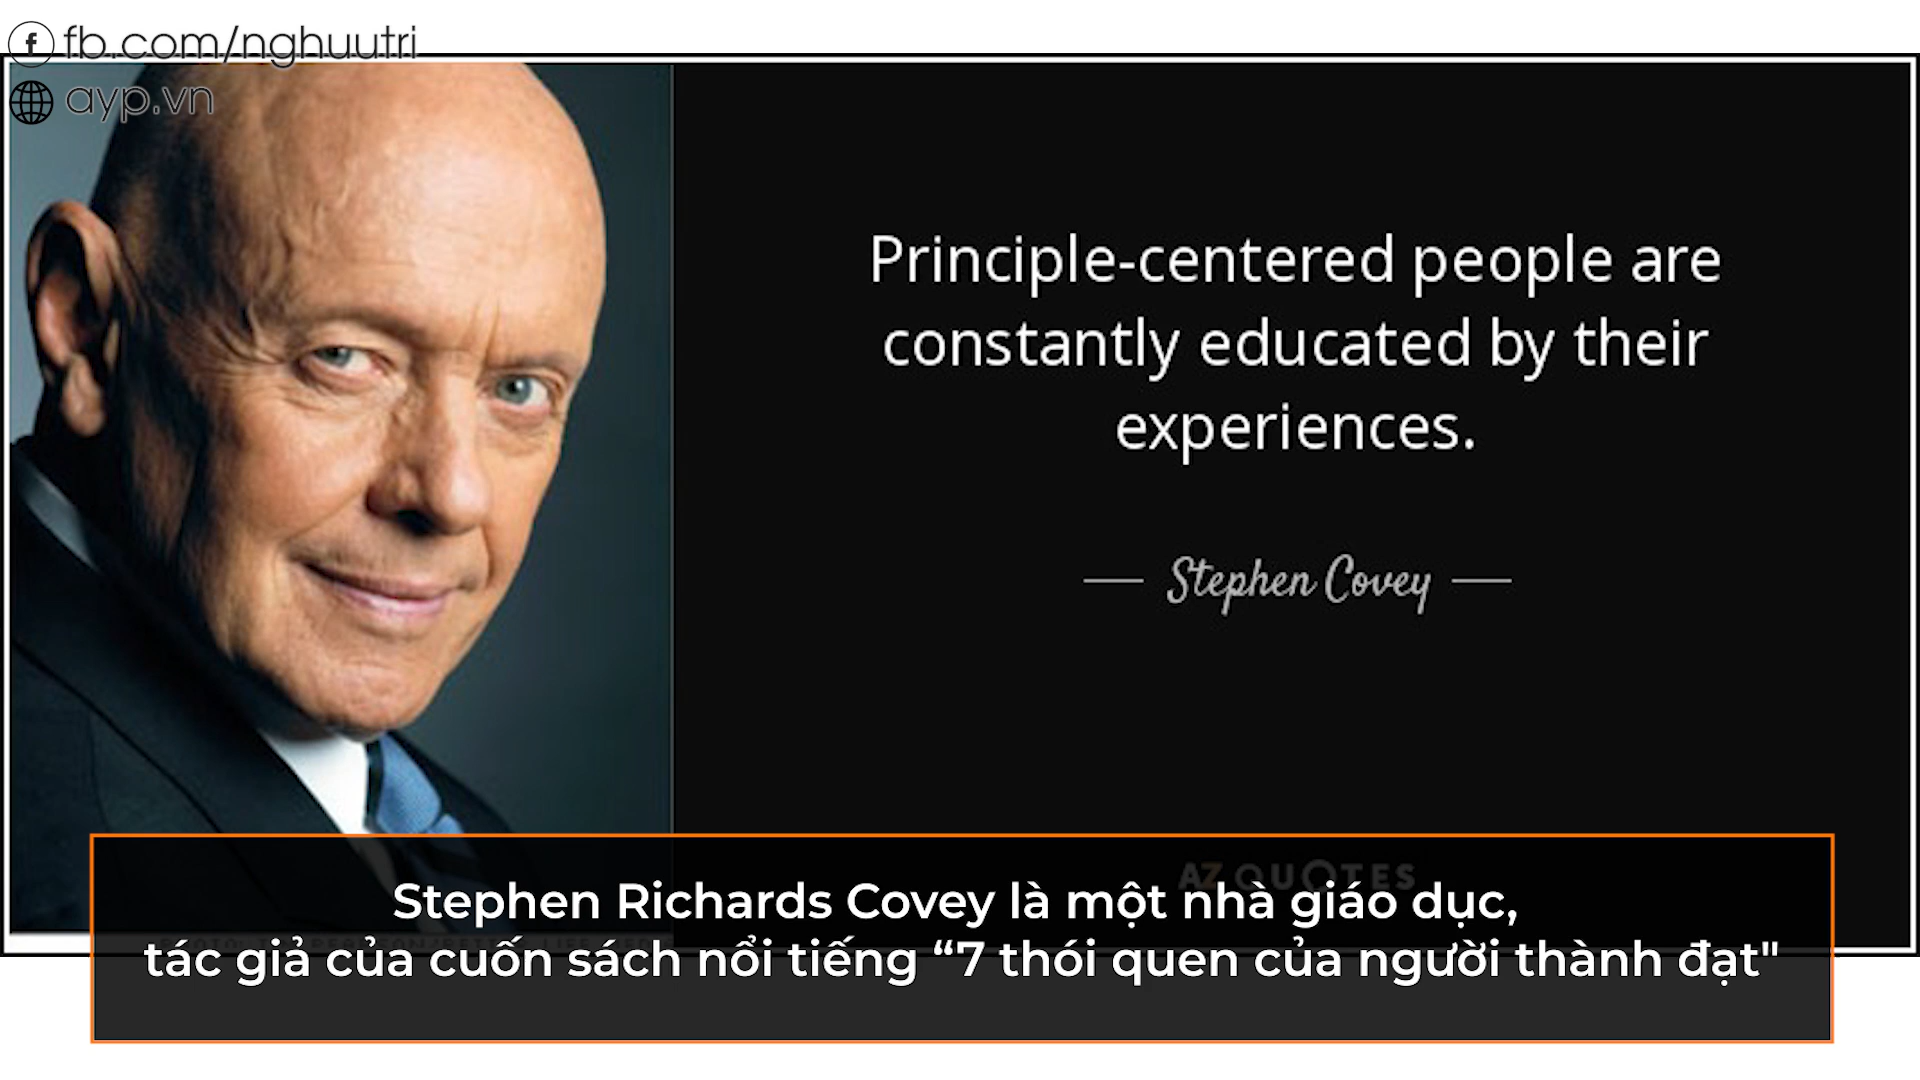 fb.com/nghuutri
ayp.vn
Principle-centered people are
constantly educated by their
experiences.
Stephen Covey
AZ QUOTES
Stephen Richards Covey là một nhà giáo dục,
tác giả của cuốn sách nổi tiếng “7 thói quen của người thành đạt"